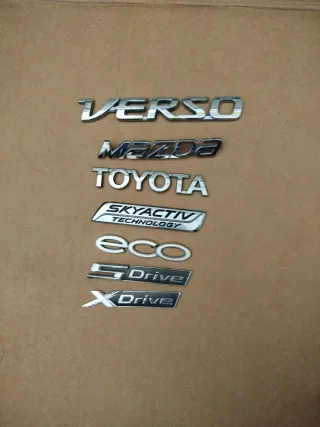 VERSO
mazda
TOYOTA
SKYACTIV
TECHNOLOGY
eco
SDrive
XDrive